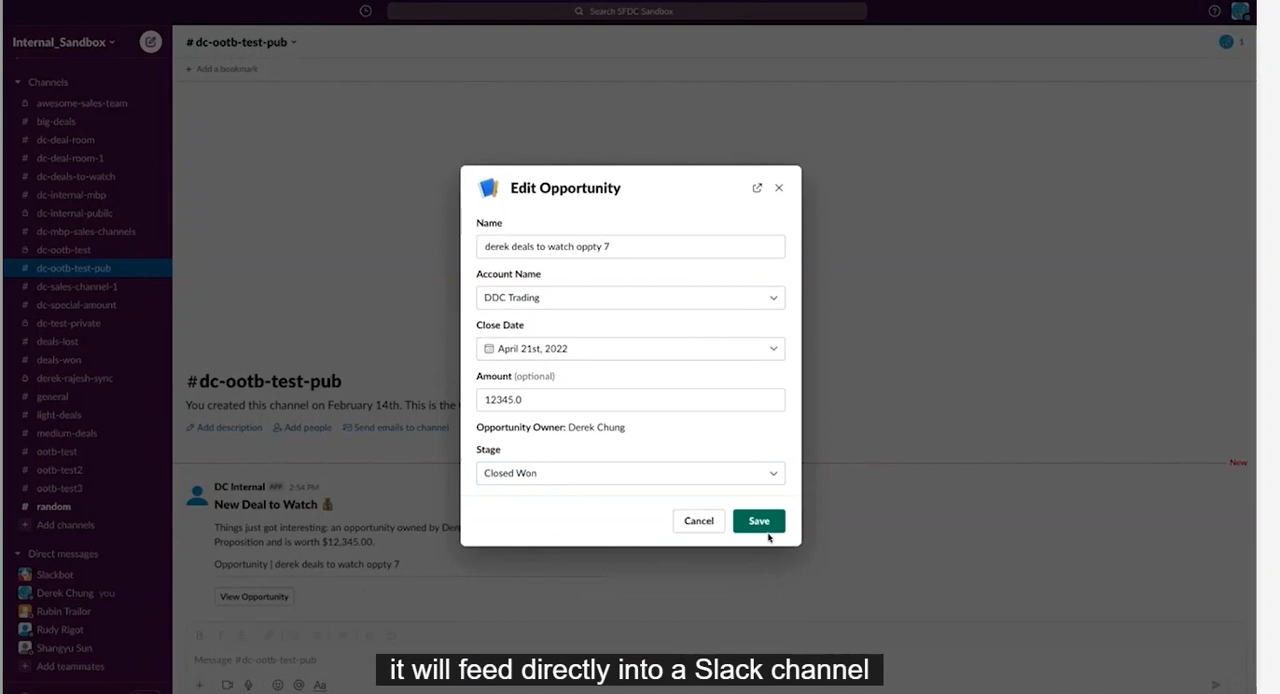 Search SFDC Sandbox
Internal_Sandbox
# dc-ootb-test-pub
1
+ Add a bookmark
Channels
awesome-sales-team
# big-deals
# dc-deal-room
# dc-deal-room-1
# dc-deals-to-watch
# dc-internal-mbp
dc-internal-public
# dc-mbp-sales-channels
dc-ootb-test
# dc-ootb-test-pub
# dc-sales-channel-1
# dc-special-amount
dc-test-private
# deals-lost
# deals-won
derek-rajesh-sync
# general
# light-deals
# medium-deals
# ootb-test
# ootb-test2
# ootb-test3
# random
+ Add channels
Direct messages
Slackbot
Derek Chung you
Rubin Trailor
Rudy Rigot
Shangyu Sun
+ Add teammates
#dc-ootb-test-pub
You created this channel on February 14th. This is the
Add description
Add people
Send emails to channel
New
DC Internal APP 2:54 PM
New Deal to Watch
Things just got interesting: an opportunity owned by Dere
Proposition and is worth $12,345.00.
Opportunity | derek deals to watch oppty 7
View Opportunity
Message #dc-ootb-test-pub
Aa
Edit Opportunity
Name
derek deals to watch oppty 7
Account Name
DDC Trading
Close Date
April 21st, 2022
Amount (optional)
12345.0
Opportunity Owner: Derek Chung
Stage
Closed Won
Cancel
Save
it will feed directly into a Slack channel